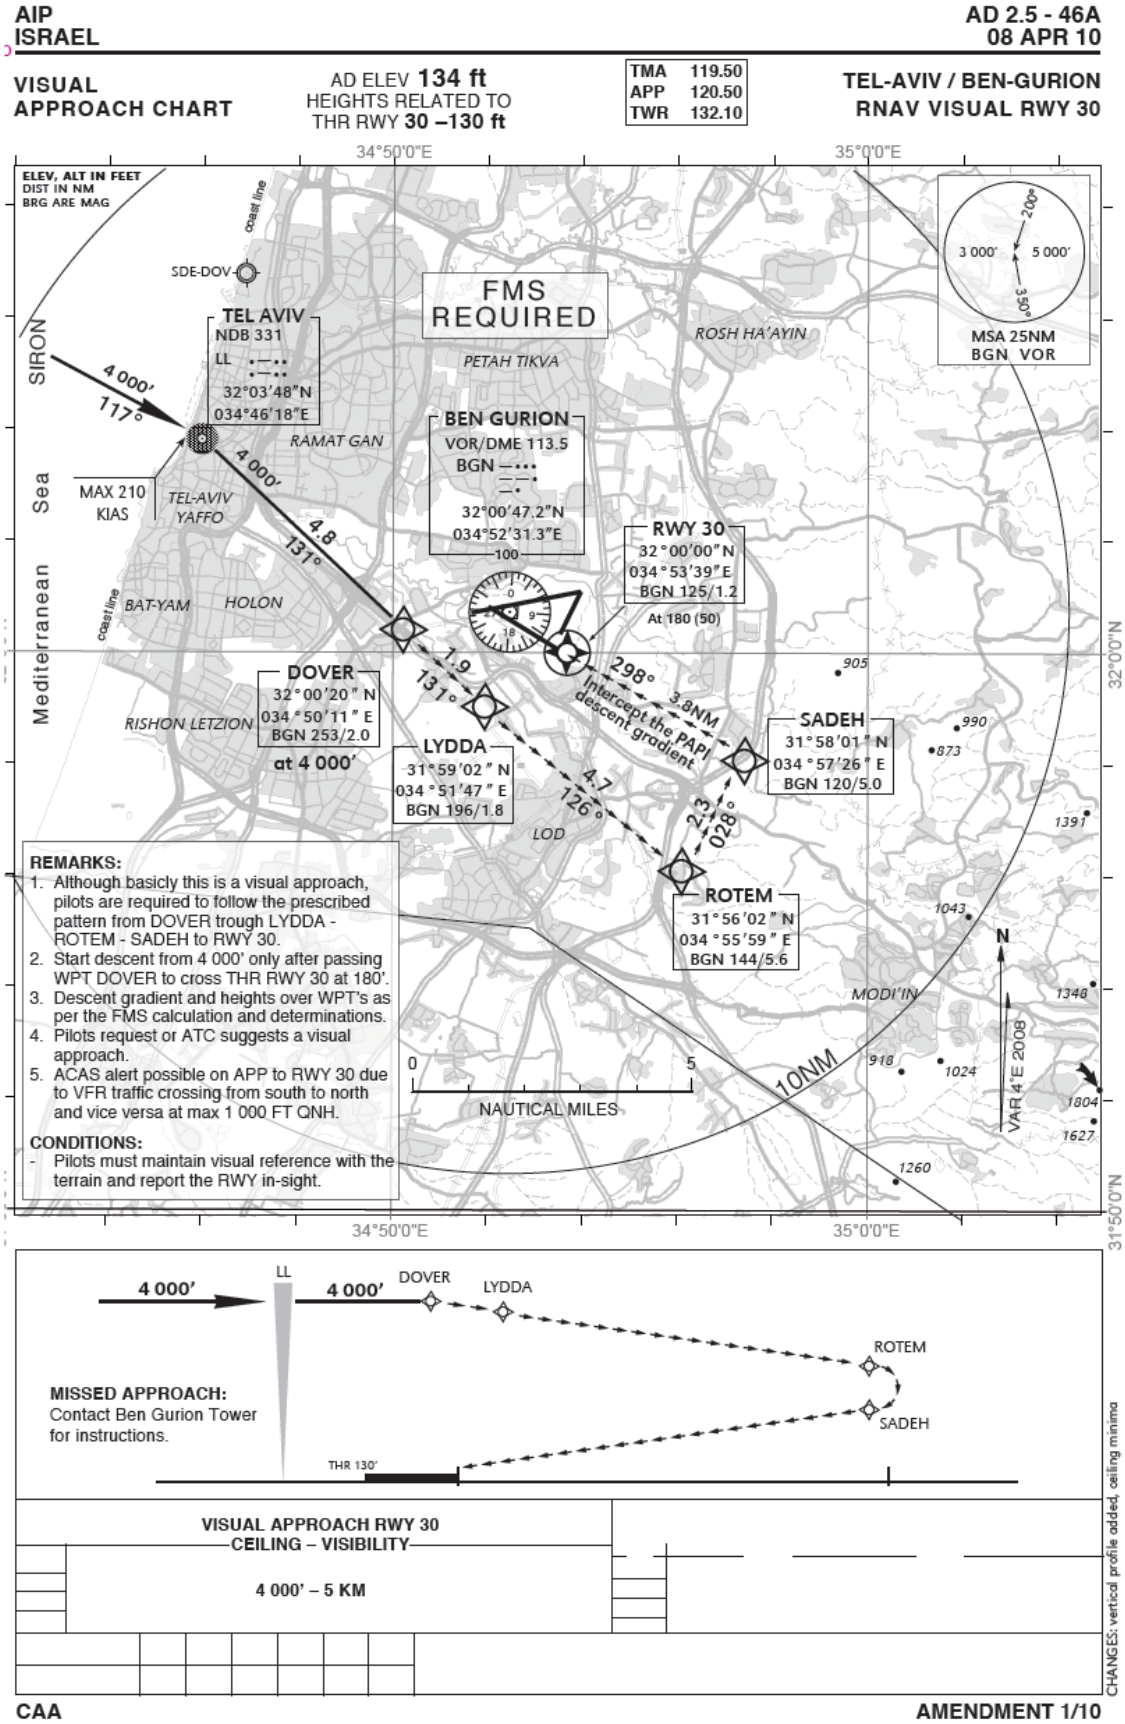 AIP
ISRAEL
AD 2.5 - 46A
08 APR 10
VISUAL
APPROACH CHART
AD ELEV 134 ft
HEIGHTS RELATED TO
THR RWY 30 –130 ft
TMA 119.50
APP 120.50
TWR 132.10
TEL-AVIV / BEN-GURION
RNAV VISUAL RWY 30
34°50'0"E
35°0'0"E
ELEV, ALT IN FEET
DIST IN NM
BRG ARE MAG
coast line
SDE-DOV
FMS
REQUIRED
200°
3 000'
5 000'
350°
MSA 25NM
BGN VOR
SIRON
4 000'
117°
TEL AVIV
NDB 331
LL
32°03'48"N
034°46'18"E
PETAH TIKVA
ROSH HA'AYIN
RAMAT GAN
BEN GURION
VOR/DME 113.5
BGN
32°00'47.2"N
034°52'31.3"E
100
MAX 210
KIAS
TEL-AVIV
YAFFO
4 000'
4.8
131°
RWY 30
32°00'00"N
034°53'39"E
BGN 125/1.2
At 180 (50)
Mediterranean Sea
coast line
BAT-YAM
HOLON
0
9
18
27
32°0'0"N
DOVER
32°00'20" N
034°50'11" E
BGN 253/2.0
at 4 000'
1.9
131°
298°
3.8NM
Intercept the PAPI
descent gradient
905
990
873
1391
RISHON LETZION
LYDDA
31°59'02" N
034°51'47" E
BGN 196/1.8
SADEH
31°58'01" N
034°57'26" E
BGN 120/5.0
4.7
126°
2.3
028°
LOD
ROTEM
31°56'02" N
034°55'59" E
BGN 144/5.6
REMARKS:
1. Although basicly this is a visual approach,
pilots are required to follow the prescribed
pattern from DOVER trough LYDDA -
ROTEM - SADEH to RWY 30.
2. Start descent from 4 000' only after passing
WPT DOVER to cross THR RWY 30 at 180'.
3. Descent gradient and heights over WPT's as
per the FMS calculation and determinations.
4. Pilots request or ATC suggests a visual
approach.
5. ACAS alert possible on APP to RWY 30 due
to VFR traffic crossing from south to north
and vice versa at max 1 000 FT QNH.
CONDITIONS:
- Pilots must maintain visual reference with the
terrain and report the RWY in-sight.
0 5
NAUTICAL MILES
10NM
1043
N
VAR 4°E 2008
MODI'IN
1348
918
1024
1804
1627
1260
34°50'0"E
35°0'0"E
31°50'0"N
LL
4 000'
4 000'
DOVER
LYDDA
ROTEM
SADEH
MISSED APPROACH:
Contact Ben Gurion Tower
for instructions.
THR 130'
VISUAL APPROACH RWY 30
CEILING – VISIBILITY
4 000' – 5 KM
CHANGES: vertical profile added, ceiling minima
CAA
AMENDMENT 1/10